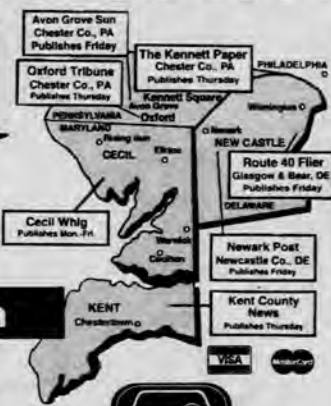 Avon Grove Sun
Chester Co., PA
Publishes Friday
The Kennett Paper
Chester Co., PA
Publishes Thursday
PHILADELPHIA
Oxford Tribune
Chester Co., PA
Publishes Thursday
Kennett Square
Avon Grove
Oxford
PENNSYLVANIA
MARYLAND
Wilmington
Rising Sun
Newark
CECIL
Elkton
NEW CASTLE
Route 40 Flier
Glasgow & Bear, DE
Publishes Friday
DELAWARE
Cecil Whig
Publishes Mon.-Fri.
Warwick
Cecilton
Newark Post
Newcastle Co., DE
Publishes Friday
KENT
Chestertown
Kent County
News
Publishes Thursday
VISA
MasterCard